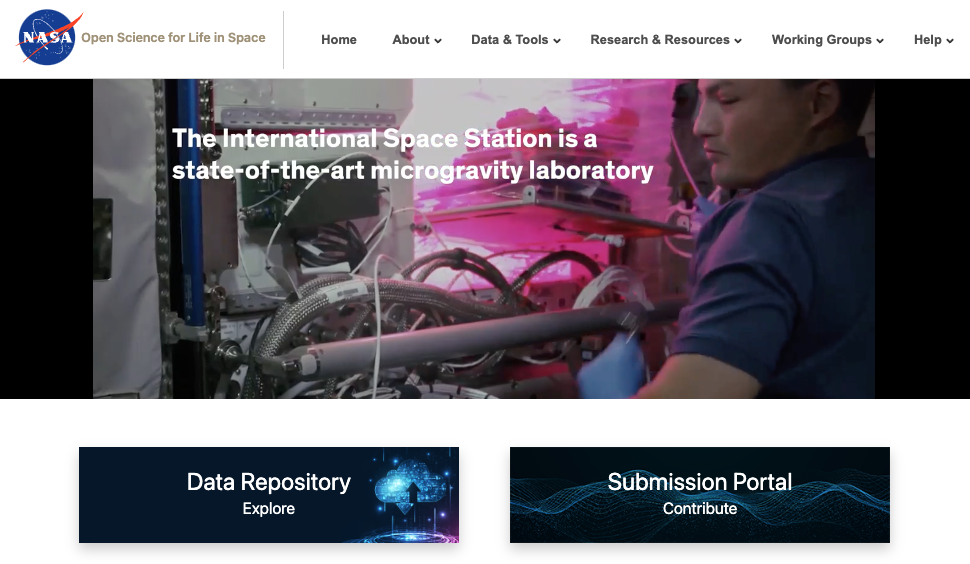 NASA
Open Science for Life in Space
Home
About
Data & Tools
Research & Resources
Working Groups
Help
The International Space Station is a
state-of-the-art microgravity laboratory
Data Repository
Explore
Submission Portal
Contribute